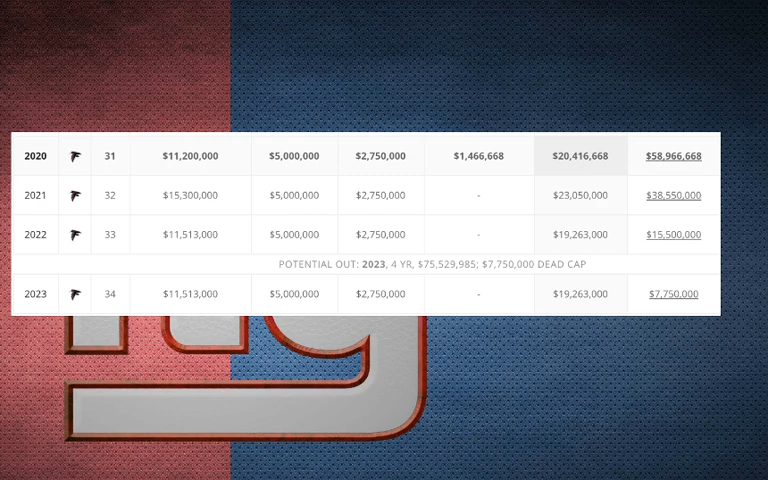 2020 31 $11,200,000 $5,000,000 $2,750,000 $1,466,668 $20,416,668 $58,966,668
2021 32 $15,300,000 $5,000,000 $2,750,000 - $23,050,000 $38,550,000
2022 33 $11,513,000 $5,000,000 $2,750,000 - $19,263,000 $15,500,000
POTENTIAL OUT: 2023, 4 YR, $75,529,985; $7,750,000 DEAD CAP
2023 34 $11,513,000 $5,000,000 $2,750,000 - $19,263,000 $7,750,000
ny